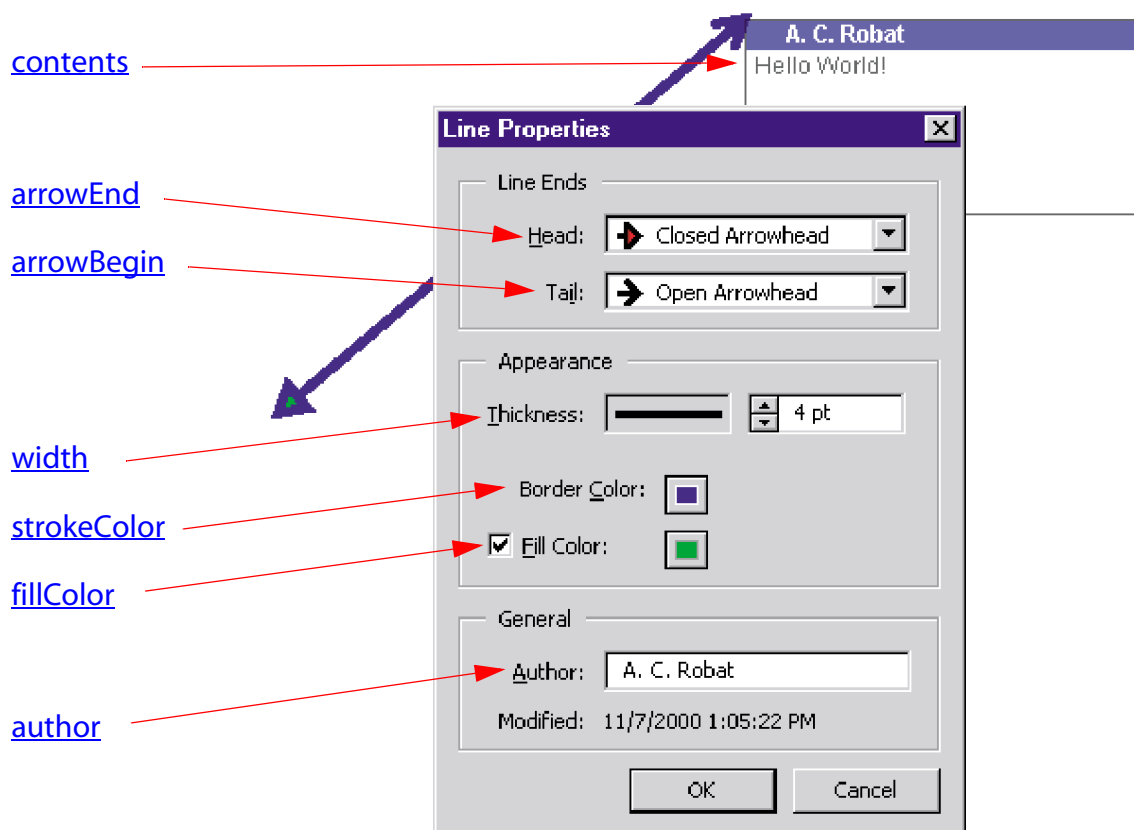 A. C. Robat
contents
Hello World!
Line Properties
Line Ends
arrowEnd
Head: Closed Arrowhead
arrowBegin
Tail: Open Arrowhead
Appearance
Thickness: 4 pt
width
Border Color:
strokeColor
Fill Color:
fillColor
General
Author: A. C. Robat
author
Modified: 11/7/2000 1:05:22 PM
OK Cancel